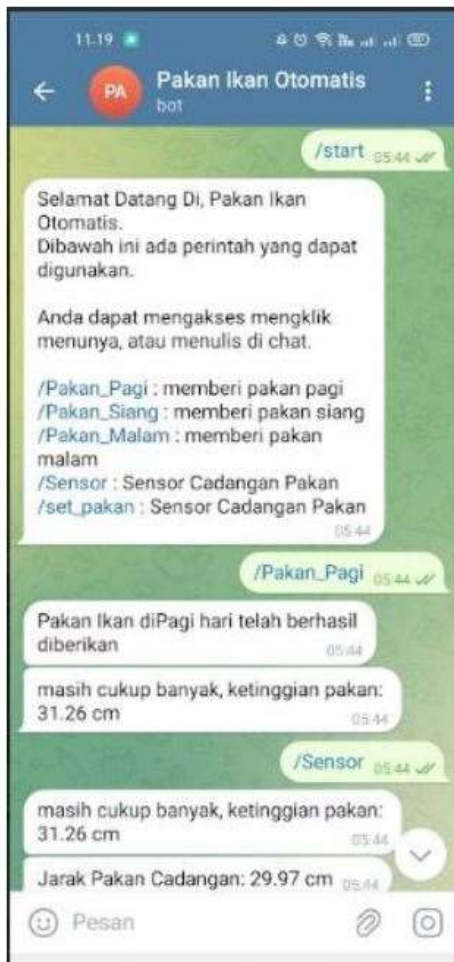 11.19
PA
Pakan Ikan Otomatis
bot
/start 05:44
Selamat Datang Di, Pakan Ikan
Otomatis.
Dibawah ini ada perintah yang dapat
digunakan.
Anda dapat mengakses mengklik
menunya, atau menulis di chat.
/Pakan_Pagi : memberi pakan pagi
/Pakan_Siang : memberi pakan siang
/Pakan_Malam : memberi pakan
malam
/Sensor : Sensor Cadangan Pakan
/set_pakan : Sensor Cadangan Pakan
05:44
/Pakan_Pagi 05:44
Pakan Ikan diPagi hari telah berhasil
diberikan 05:44
masih cukup banyak, ketinggian pakan:
31.26 cm 05:44
/Sensor 05:44
masih cukup banyak, ketinggian pakan:
31.26 cm 05:44
Jarak Pakan Cadangan: 29.97 cm 05:44
Pesan